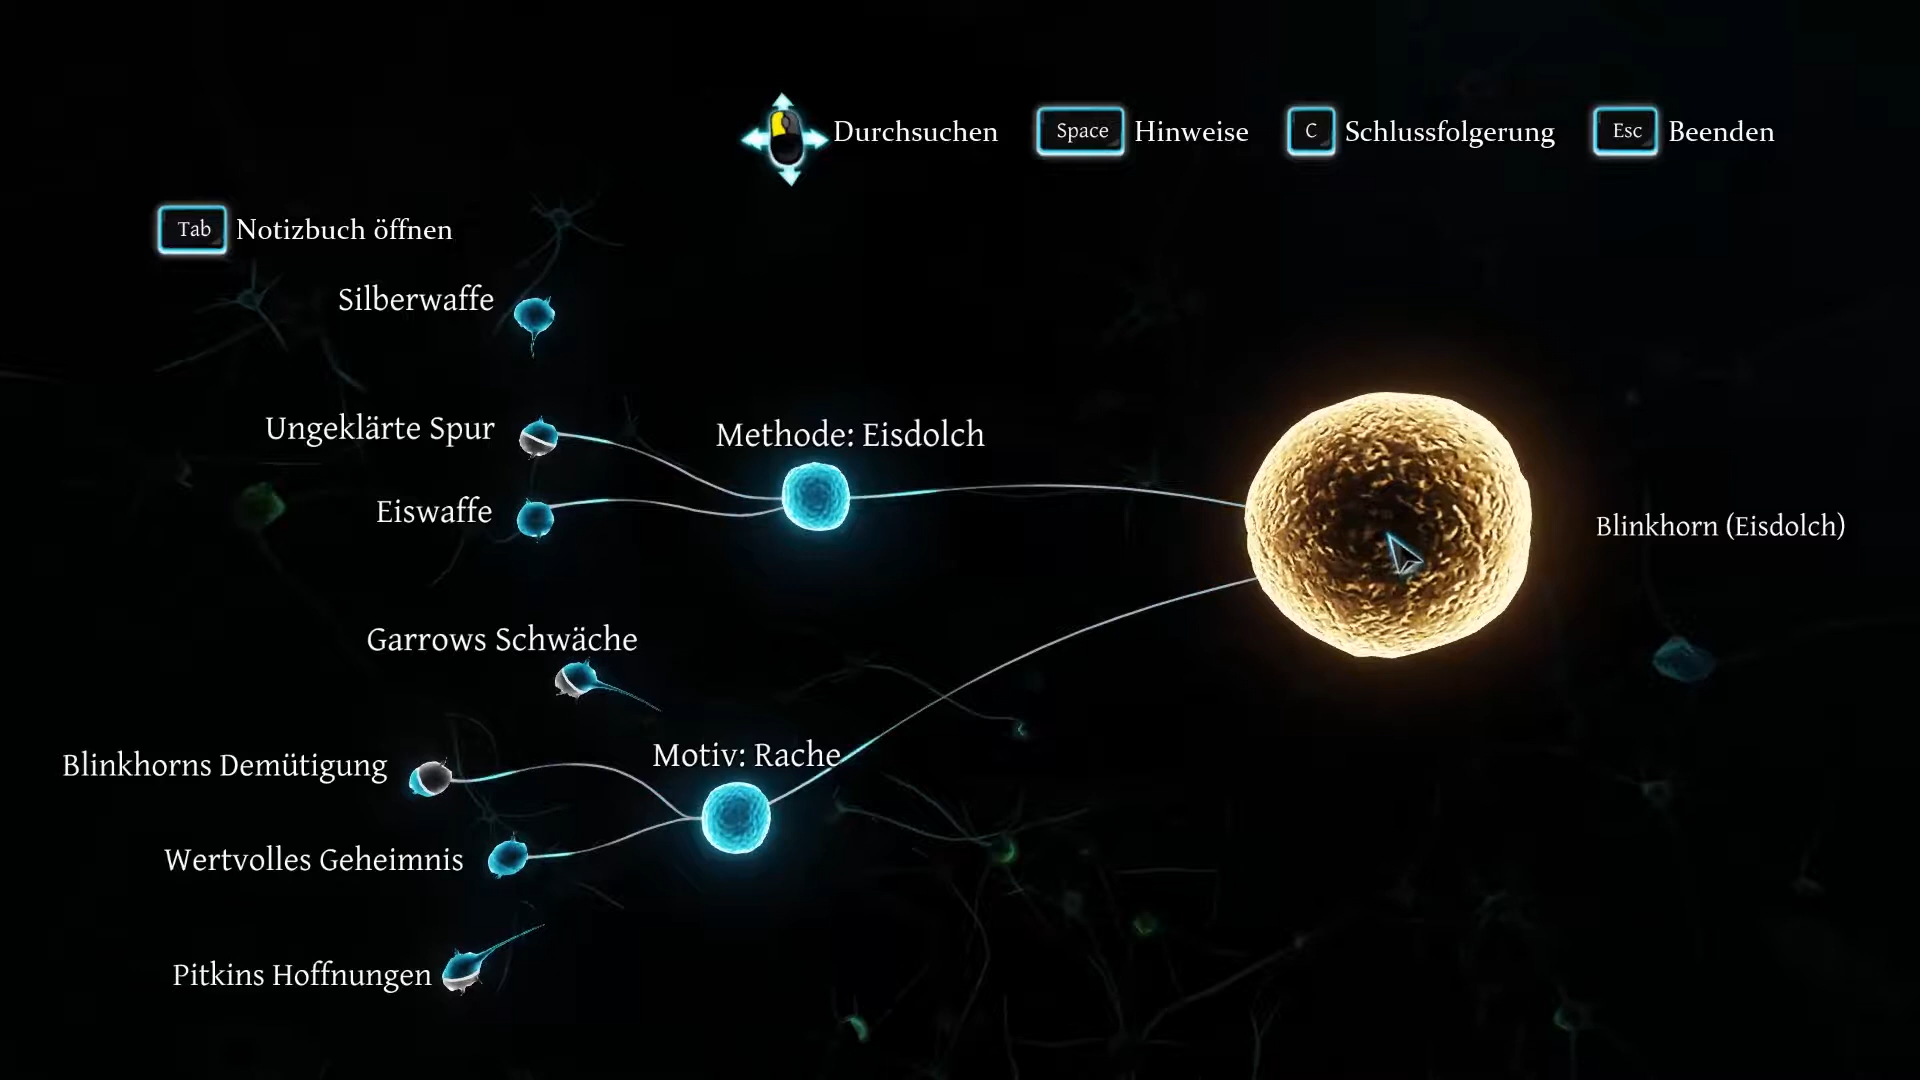 Durchsuchen
Space Hinweise
C Schlussfolgerung
Esc Beenden
Tab Notizbuch öffnen
Silberwaffe
Ungeklärte Spur
Methode: Eisdolch
Eiswaffe
Blinkhorn (Eisdolch)
Garrows Schwäche
Blinkhorns Demütigung
Motiv: Rache
Wertvolles Geheimnis
Pitkins Hoffnungen